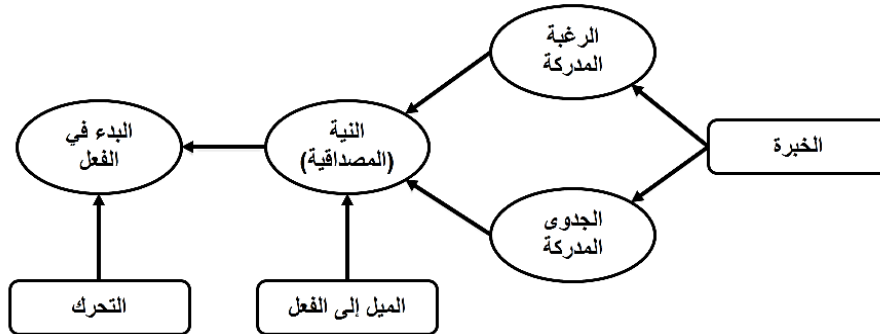 الرغبة
المدركة
الخبرة
النية
(المصداقية)
البدء في
الفعل
الجدوى
المدركة
الميل إلى الفعل
التحرك